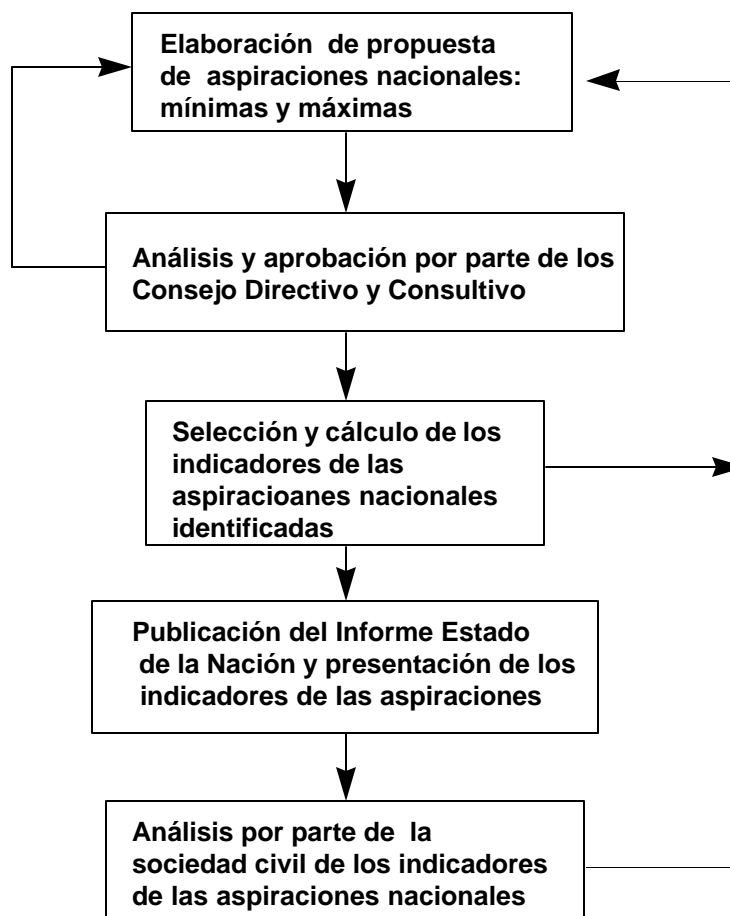 Elaboración de propuesta
de aspiraciones nacionales:
mínimas y máximas
Análisis y aprobación por parte de los
Consejo Directivo y Consultivo
Selección y cálculo de los
indicadores de las
aspiracioanes nacionales
identificadas
Publicación del Informe Estado
de la Nación y presentación de los
indicadores de las aspiraciones
Análisis por parte de la
sociedad civil de los indicadores
de las aspiraciones nacionales